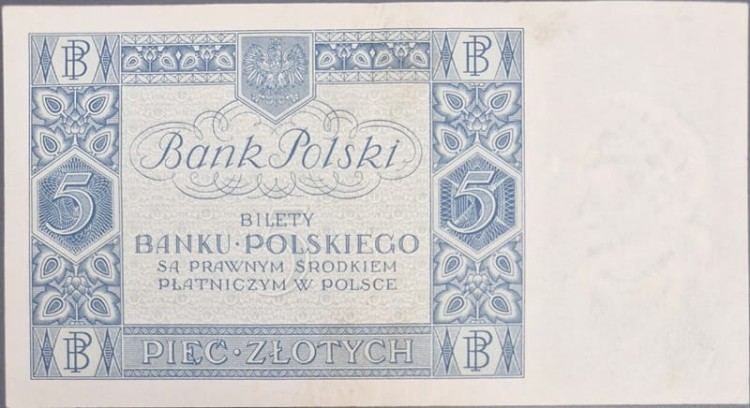 BP BP
Bank Polski
5 5
BILETY
BANKU·POLSKIEGO
SĄ PRAWNYM ŚRODKIEM
PŁATNICZYM W POLSCE
BP PIĘĆ·ZŁOTYCH BP